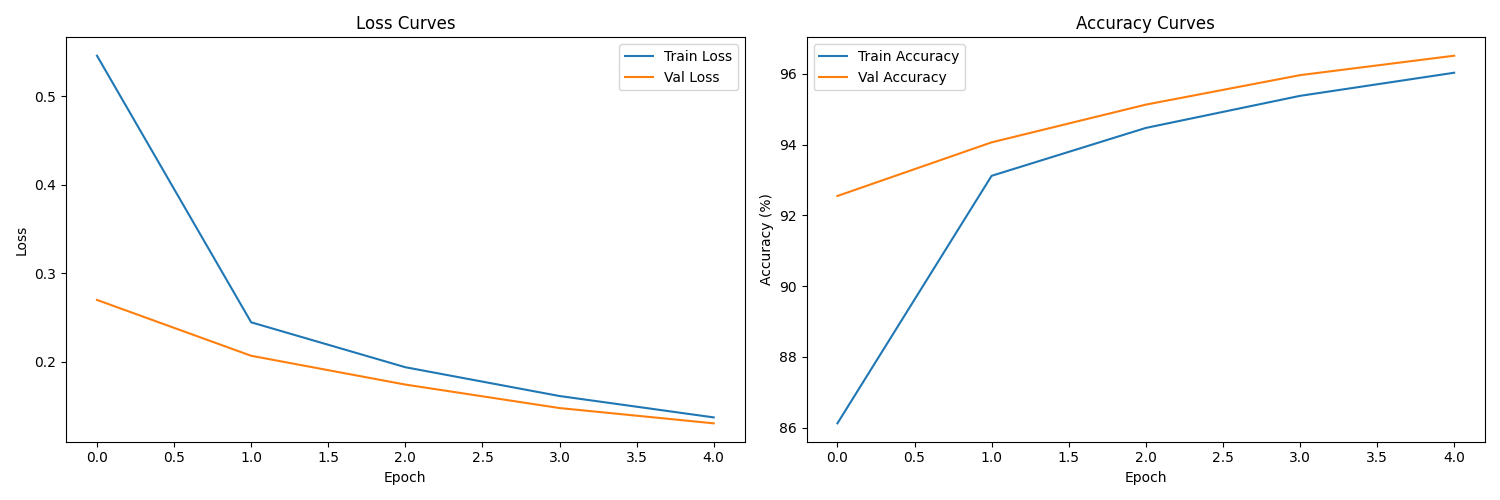 Loss Curves
Train Loss
Val Loss
0.5
0.4
0.3
0.2
Loss
0.0 0.5 1.0 1.5 2.0 2.5 3.0 3.5 4.0
Epoch
Accuracy Curves
Train Accuracy
Val Accuracy
96
94
92
90
88
86
Accuracy (%)
0.0 0.5 1.0 1.5 2.0 2.5 3.0 3.5 4.0
Epoch